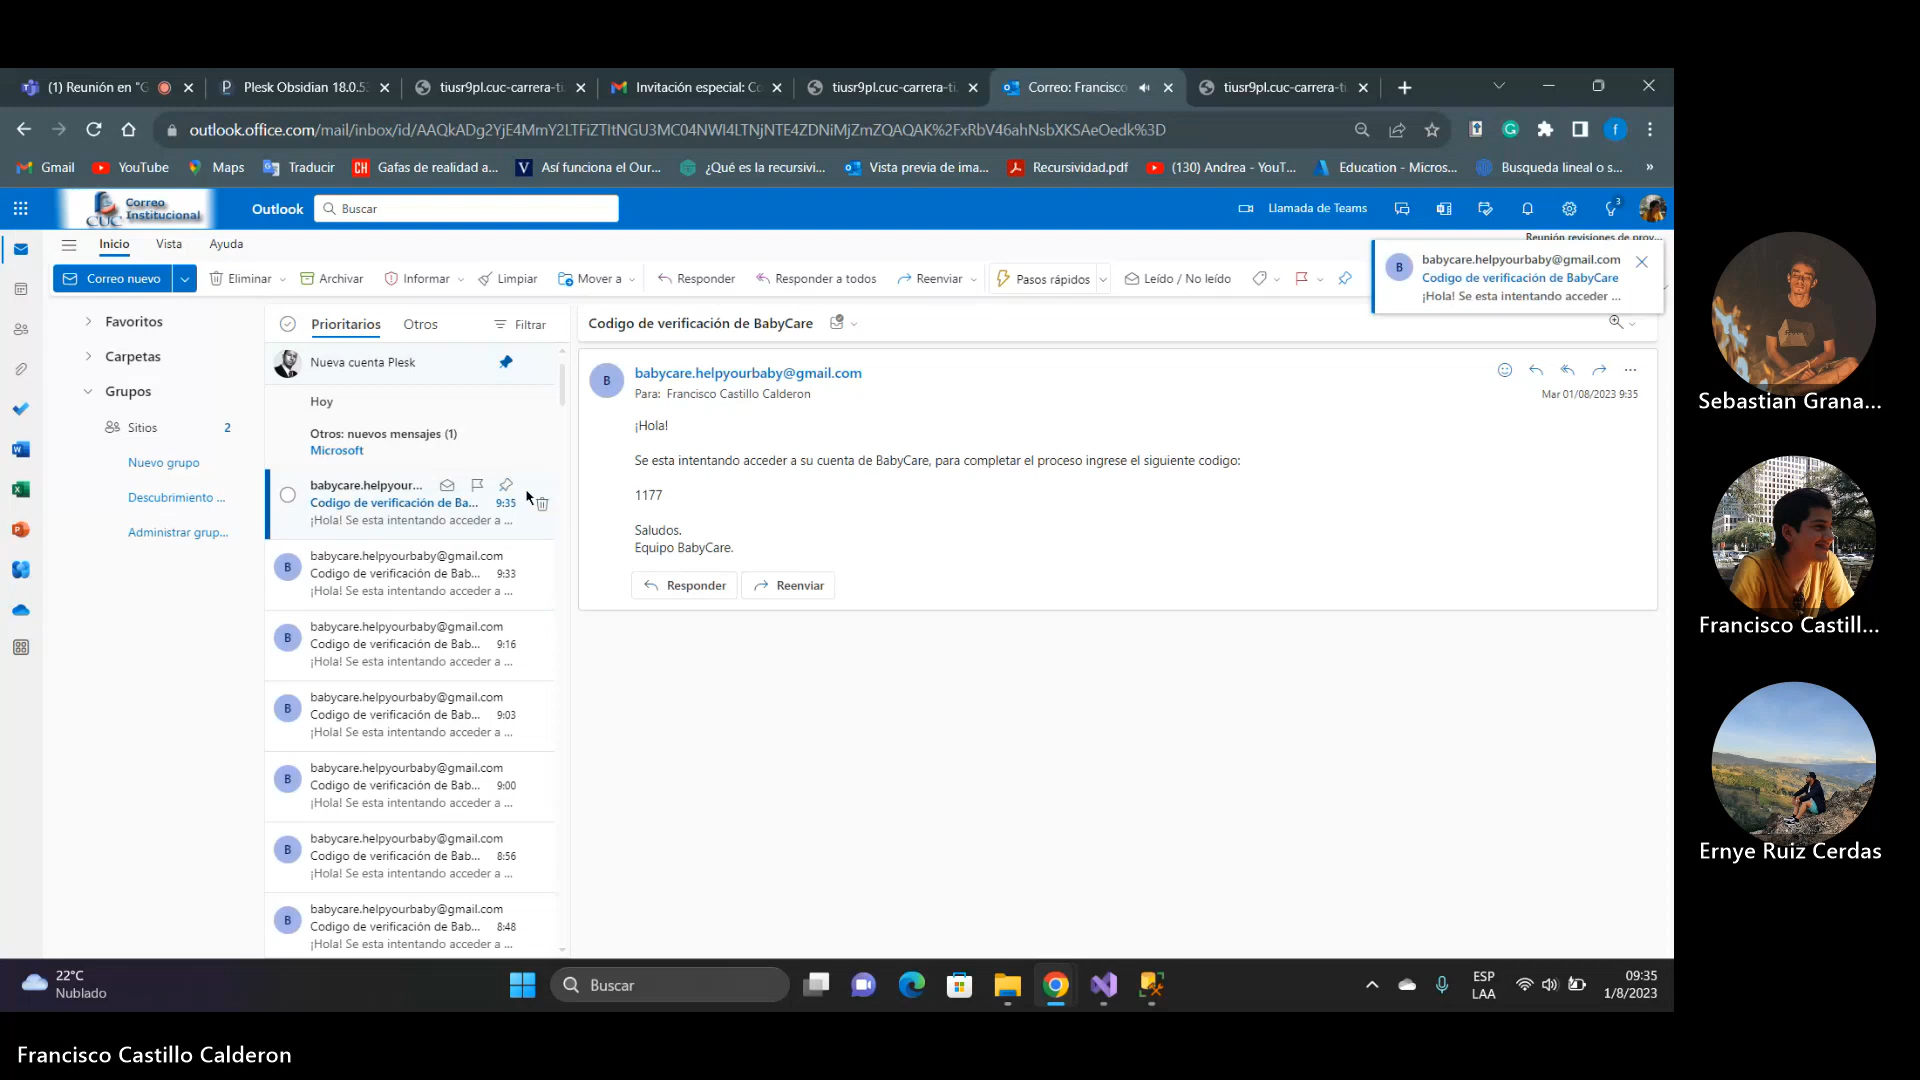 (1) Reunión en "G
Plesk Obsidian 18.0.5
tiusr9pl.cuc-carrera-ti.
Invitación especial: Co
tiusr9pl.cuc-carrera-ti.
Correo: Francisco
tiusr9pl.cuc-carrera-ti
outlook.office.com/mail/inbox/id/AAQkADg2YjE4MmY2LTFiZTItNGU3MC04NWI4LTNjNTE4ZDNiMjZmZQAQAK%2FxRbV46ahNsbXKSAeOedk%3D
Gmail
YouTube
Maps
Traducir
Gafas de realidad a...
Así funciona el Our...
¿Qué es la recursivi...
Vista previa de ima...
Recursividad.pdf
(130) Andrea - YouT...
Education - Micros...
Busqueda lineal o s...
»
CUC Correo Institucional
Outlook
Buscar
Llamada de Teams
3
Inicio
Vista
Ayuda
Reunión revisiones de proy...
Correo nuevo
Eliminar
Archivar
Informar
Limpiar
Mover a
Responder
Responder a todos
Reenviar
Pasos rápidos
Leído / No leído
B
babycare.helpyourbaby@gmail.com
Codigo de verificación de BabyCare
¡Hola! Se esta intentando acceder ...
Favoritos
Carpetas
Grupos
Sitios 2
Nuevo grupo
Descubrimiento ...
Administrar grup...
Prioritarios
Otros
Filtrar
Nueva cuenta Plesk
Hoy
Otros: nuevos mensajes (1)
Microsoft
babycare.helpyour...
Codigo de verificación de Ba... 9:35
¡Hola! Se esta intentando acceder a ...
B
babycare.helpyourbaby@gmail.com
Codigo de verificación de Bab... 9:33
¡Hola! Se esta intentando acceder a ...
B
babycare.helpyourbaby@gmail.com
Codigo de verificación de Bab... 9:16
¡Hola! Se esta intentando acceder a ...
B
babycare.helpyourbaby@gmail.com
Codigo de verificación de Bab... 9:03
¡Hola! Se esta intentando acceder a ...
B
babycare.helpyourbaby@gmail.com
Codigo de verificación de Bab... 9:00
¡Hola! Se esta intentando acceder a ...
B
babycare.helpyourbaby@gmail.com
Codigo de verificación de Bab... 8:56
¡Hola! Se esta intentando acceder a ...
B
babycare.helpyourbaby@gmail.com
Codigo de verificación de Bab... 8:48
¡Hola! Se esta intentando acceder a ...
Codigo de verificación de BabyCare
B
babycare.helpyourbaby@gmail.com
Para: Francisco Castillo Calderon
Mar 01/08/2023 9:35
¡Hola!
Se esta intentando acceder a su cuenta de BabyCare, para completar el proceso ingrese el siguiente codigo:
1177
Saludos.
Equipo BabyCare.
Responder
Reenviar
Sebastian Grana...
Francisco Castill...
Ernye Ruiz Cerdas
22°C
Nublado
Buscar
ESP
LAA
09:35
1/8/2023
Francisco Castillo Calderon